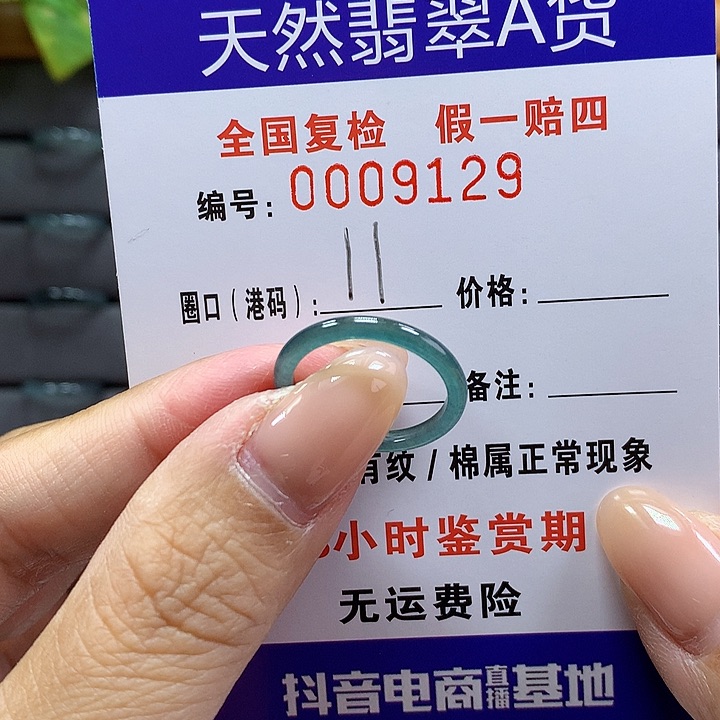 天然翡翠A货
全国复检 假一赔四
编号: 0009129
圈口(港码): 11 价格:
备注:
有纹/棉属正常现象
小时鉴赏期
无运费险
抖音电商直播基地